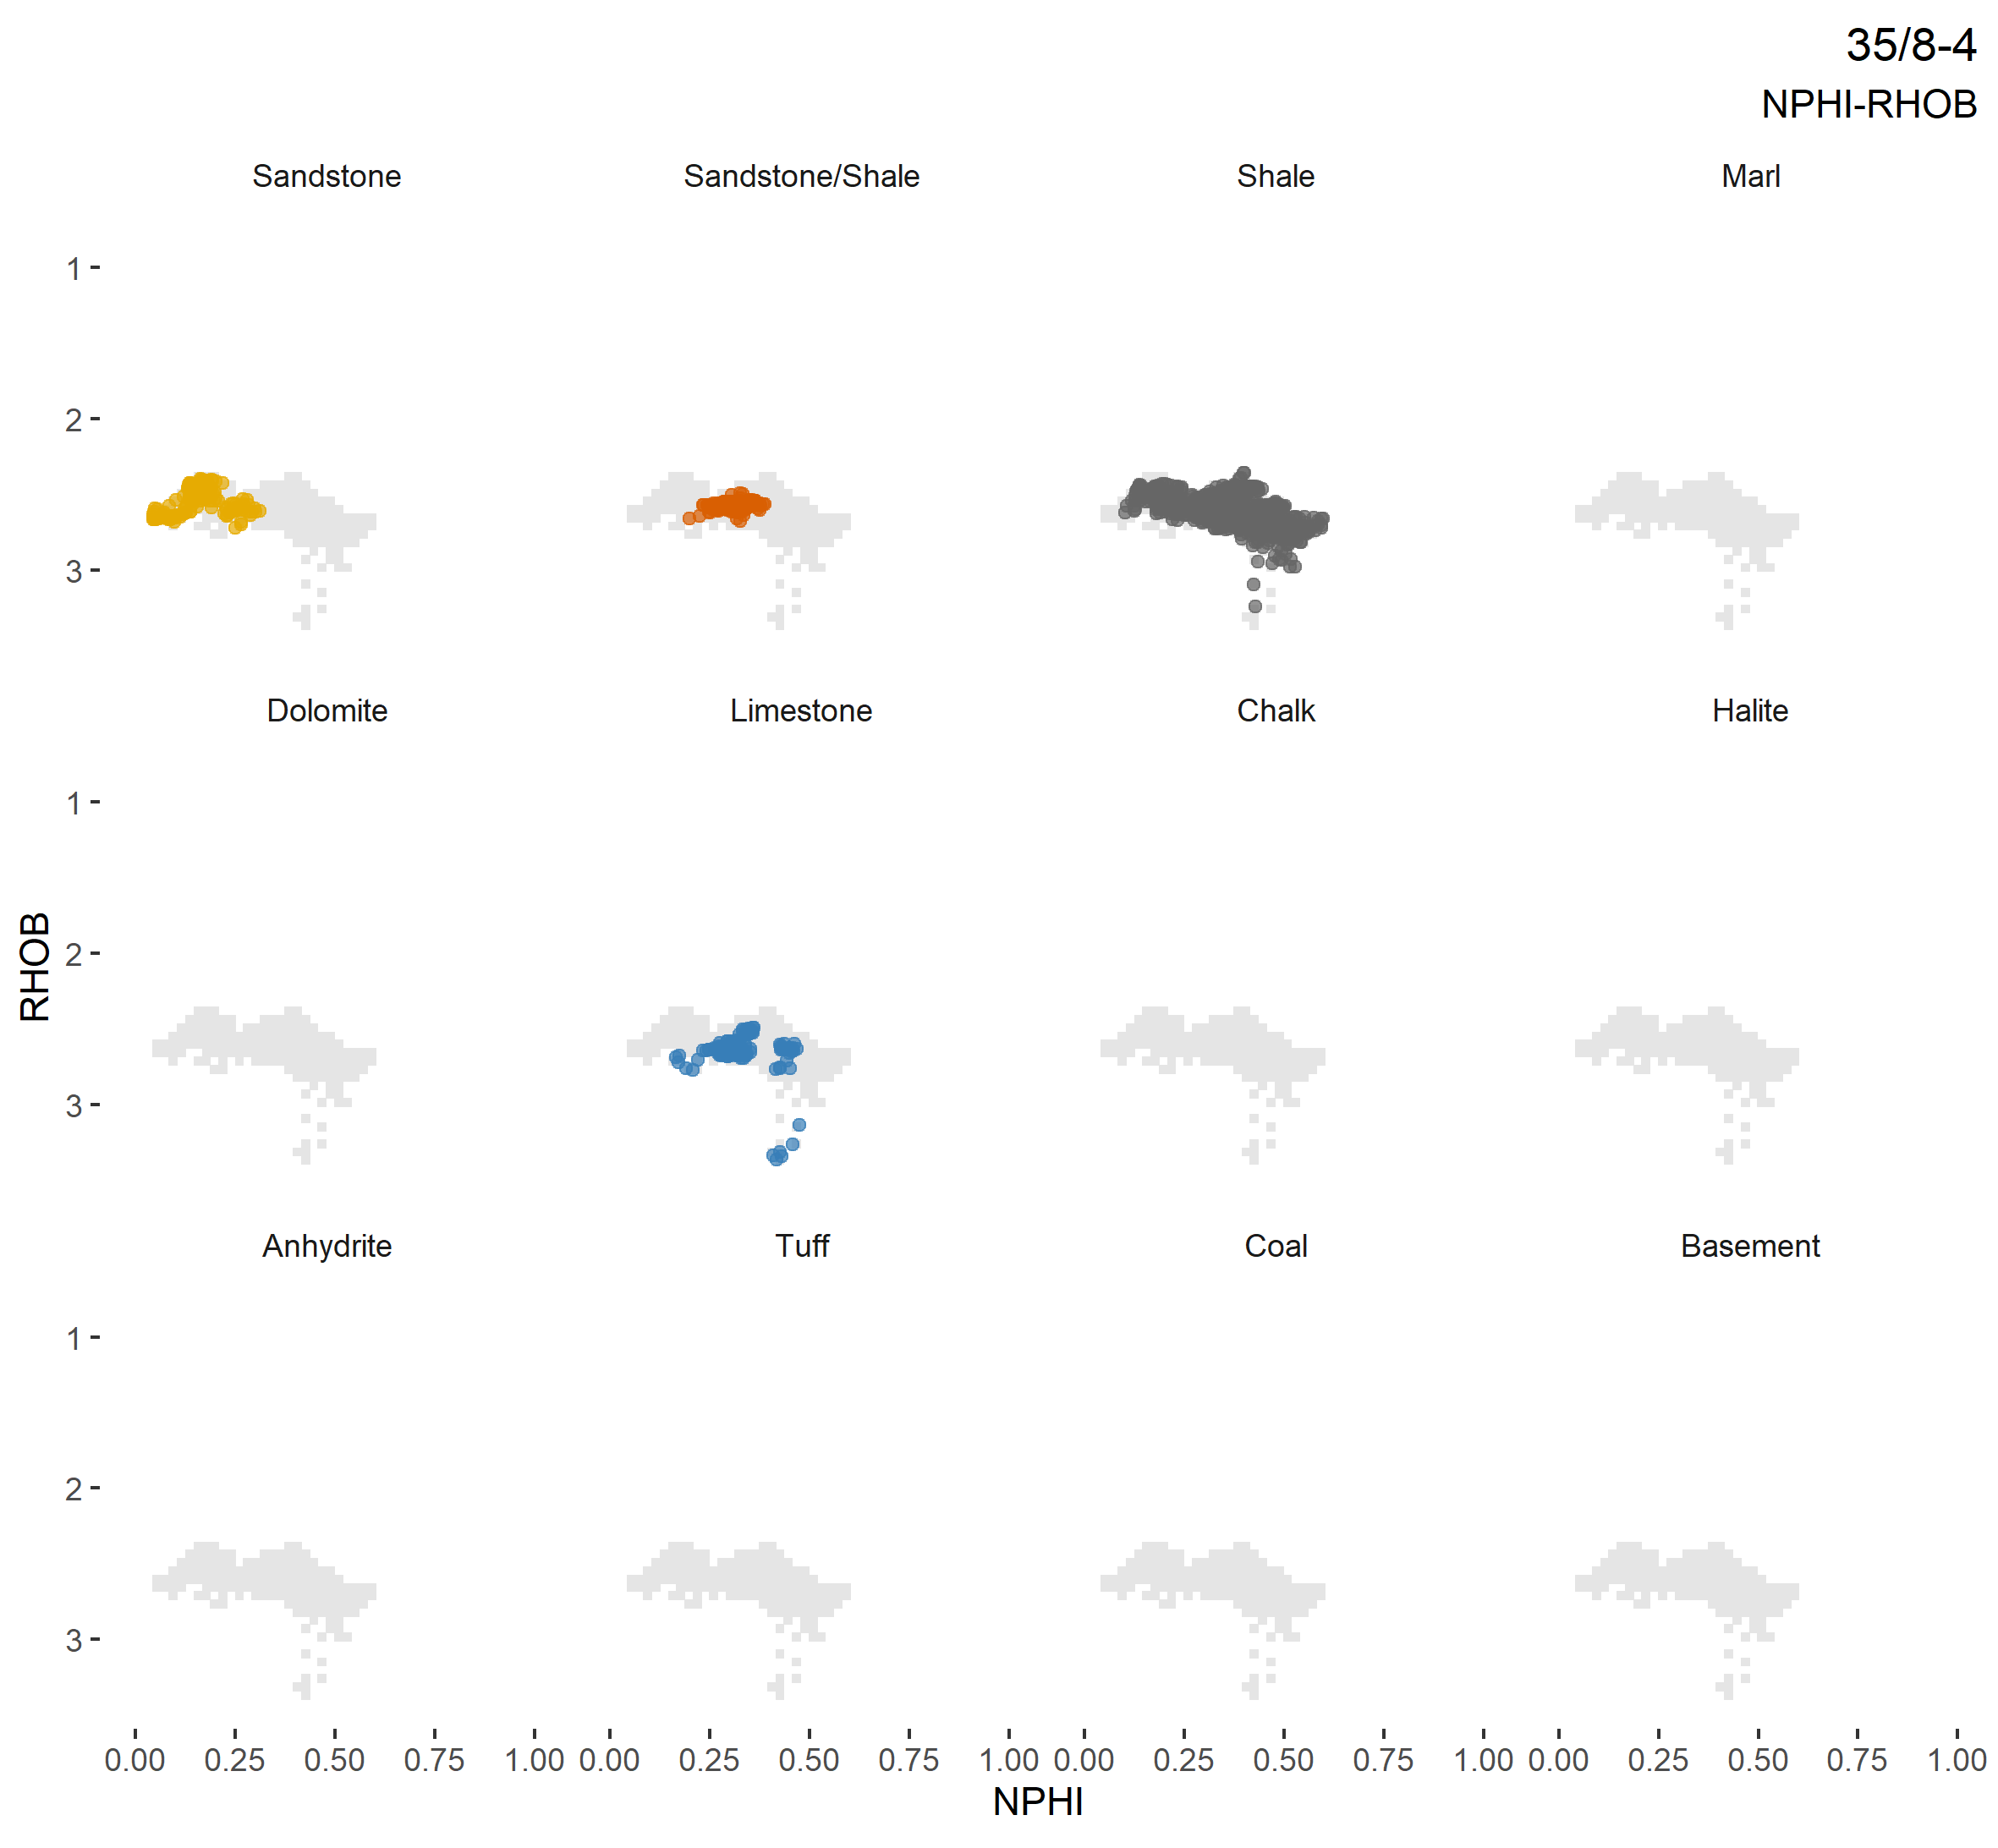 35/8-4
NPHI-RHOB
Sandstone Sandstone/Shale Shale Marl
1
2
3
Dolomite Limestone Chalk Halite
1
2
3
RHOB
Anhydrite Tuff Coal Basement
1
2
3
0.00 0.25 0.50 0.75 1.00 0.00 0.25 0.50 0.75 1.00 0.00 0.25 0.50 0.75 1.00 0.00 0.25 0.50 0.75 1.00
NPHI